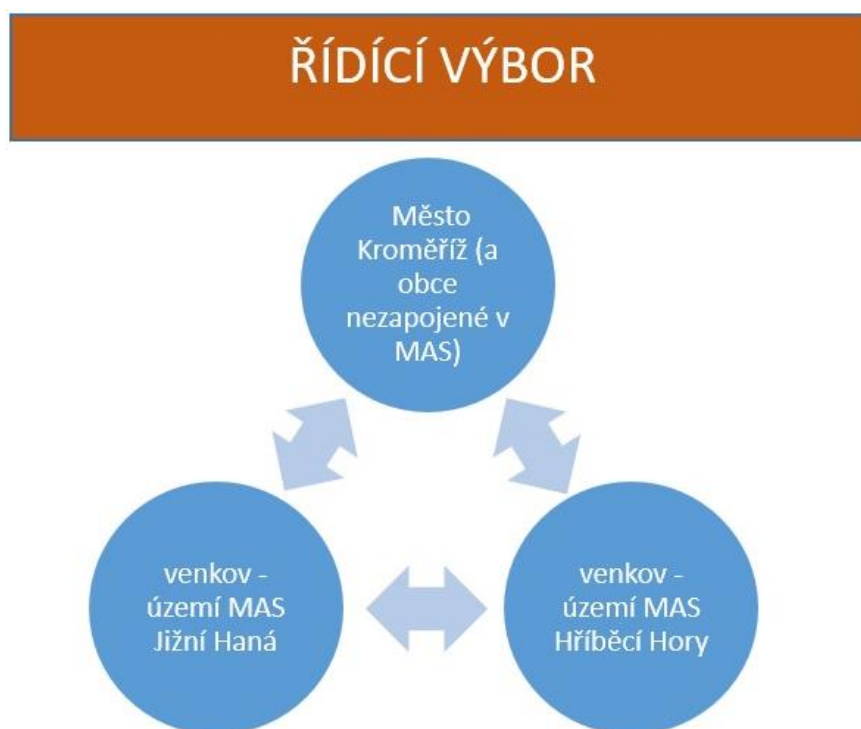 ŘÍDÍCÍ VÝBOR
Město
Kroměříž (a
obce
nezapojené v
MAS)
venkov -
území MAS
Jižní Haná
venkov -
území MAS
Hříběcí Hory